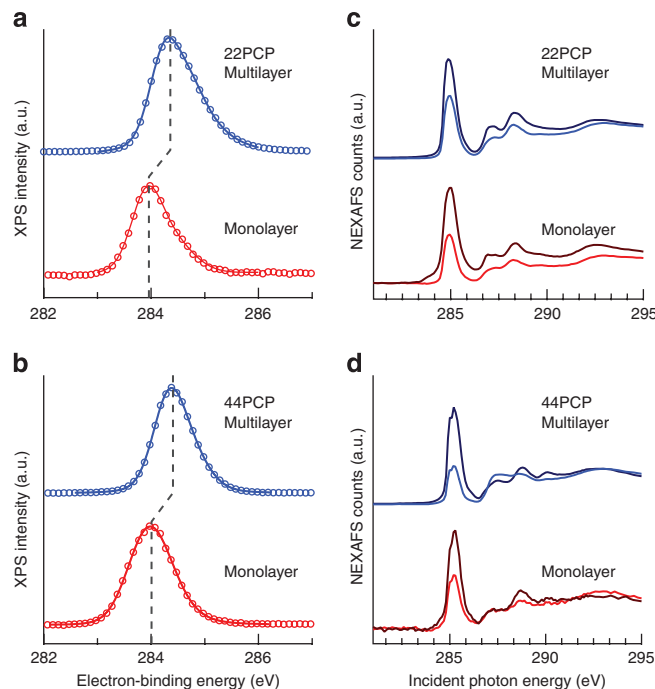 a
22PCP
Multilayer
Monolayer
XPS intensity (a.u.)
282
284
286
c
22PCP
Multilayer
Monolayer
NEXAFS counts (a.u.)
285
290
295
b
44PCP
Multilayer
Monolayer
XPS intensity (a.u.)
282
284
286
Electron-binding energy (eV)
d
44PCP
Multilayer
Monolayer
NEXAFS counts (a.u.)
285
290
295
Incident photon energy (eV)